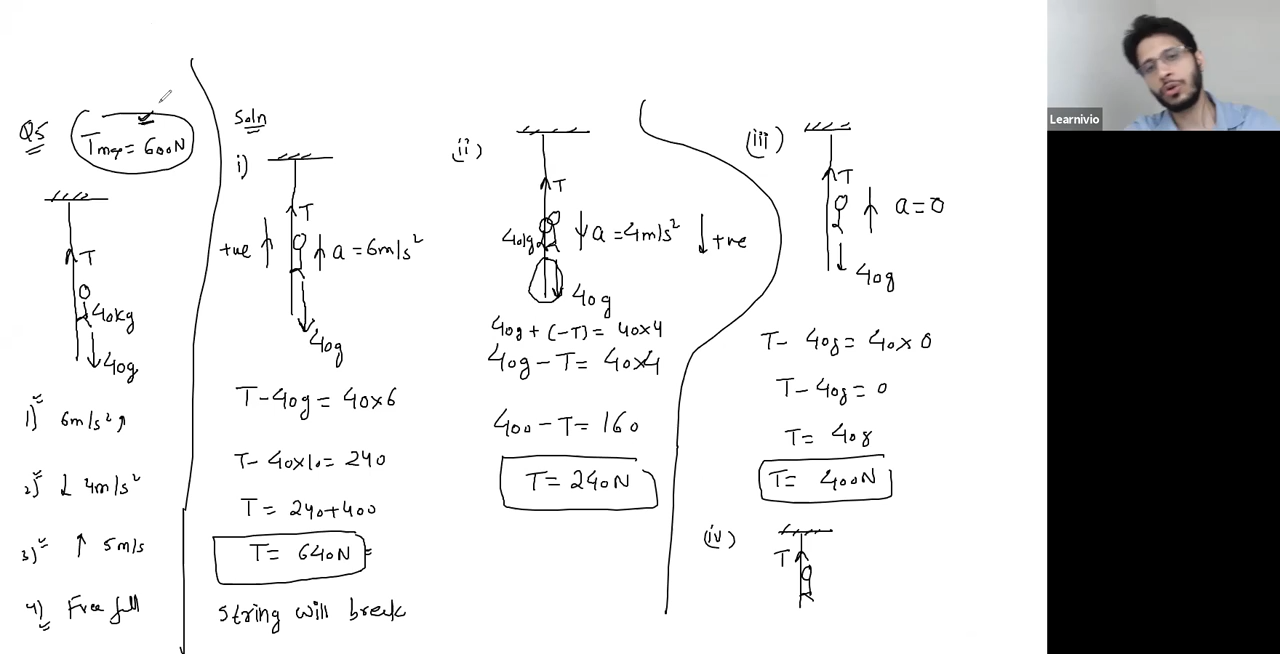 Q5
Tmax = 600N
T
40kg
40g
1) 6m/s² ↑
2) ↓ 4m/s²
3) ↑ 5m/s
4) Free fall
Soln
i)
T
+ve ↑
↑ a = 6m/s²
40g
T - 40g = 40×6
T - 40×10 = 240
T = 240+400
T = 640N
String will break
(ii)
T
40kg
↓ a = 4m/s²
↓ +ve
40g
40g + (-T) = 40×4
40g - T = 40×4
400 - T = 160
T = 240N
(iii)
T
↑ a = 0
40g
T - 40g = 40×0
T - 40g = 0
T = 40g
T = 400N
(iv)
T
Learnivio